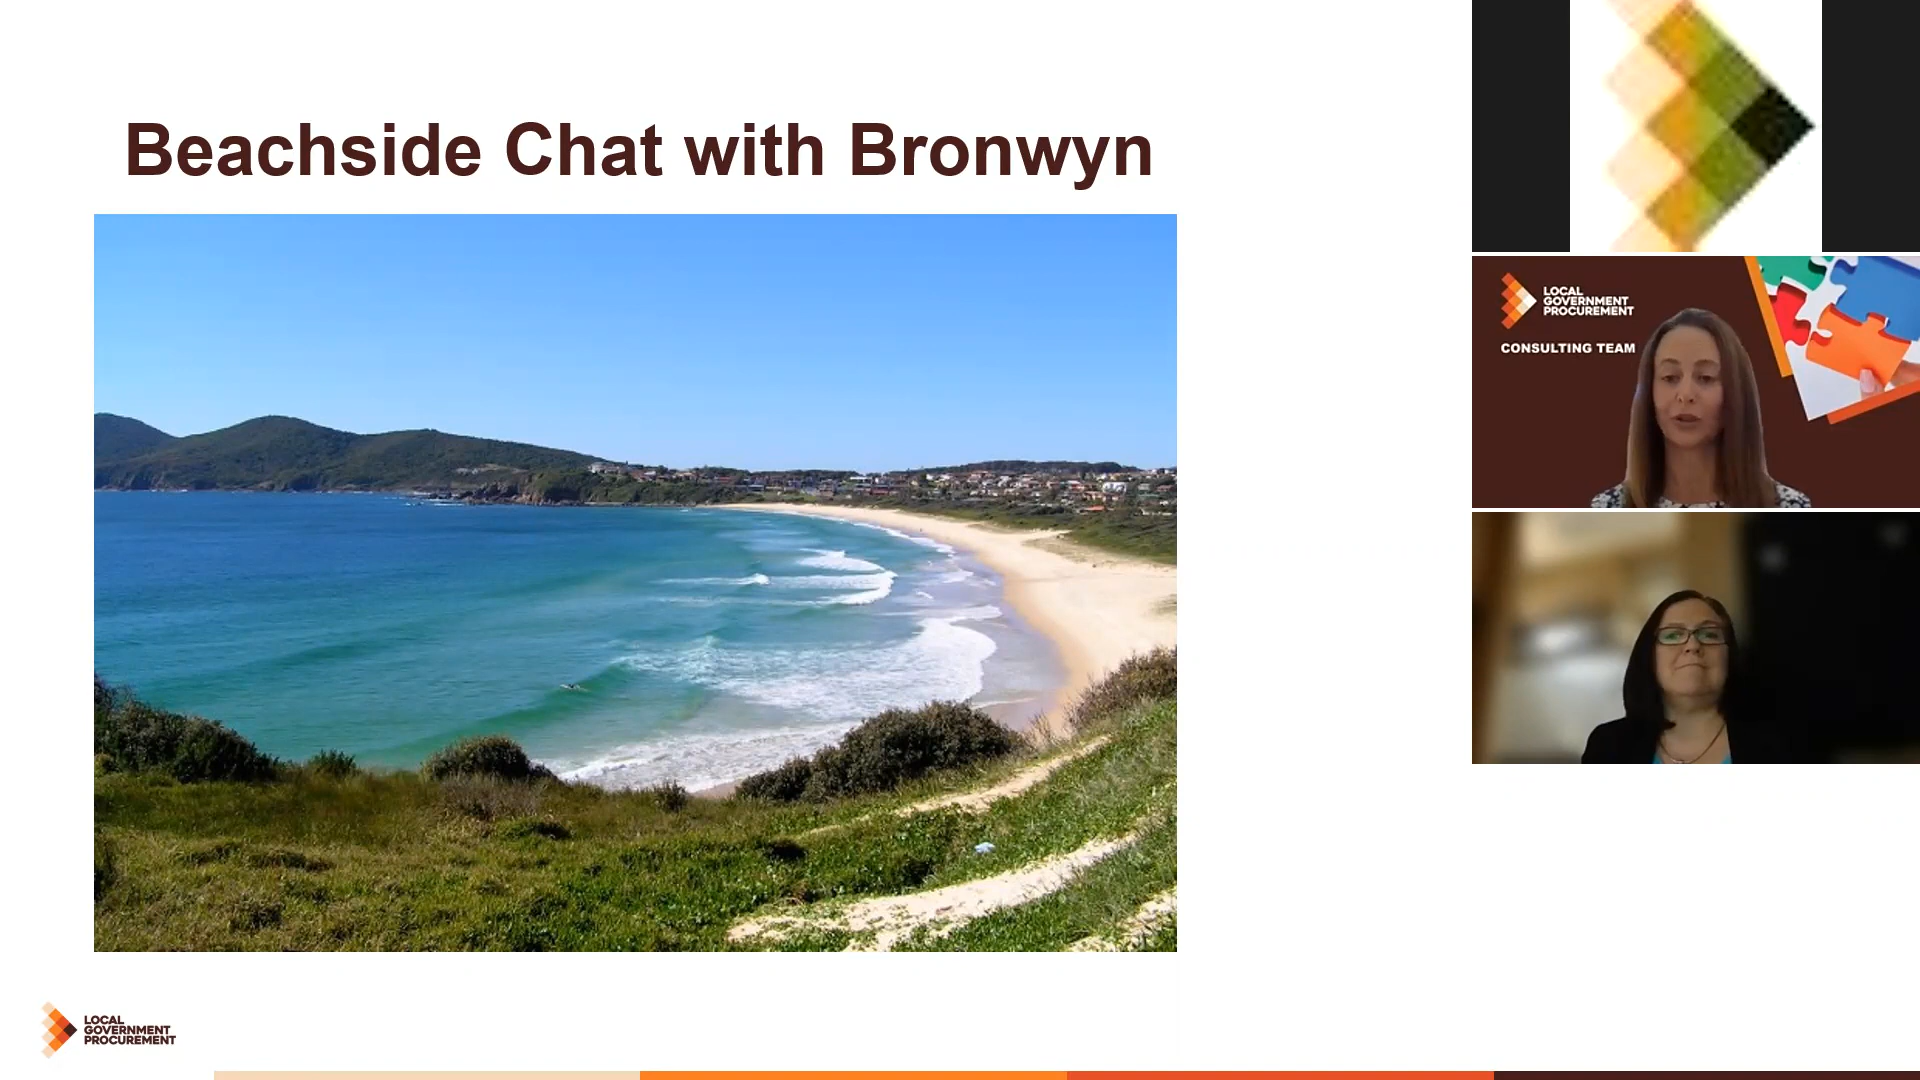 Beachside Chat with Bronwyn
LOCAL
GOVERNMENT
PROCUREMENT
CONSULTING TEAM
LOCAL
GOVERNMENT
PROCUREMENT